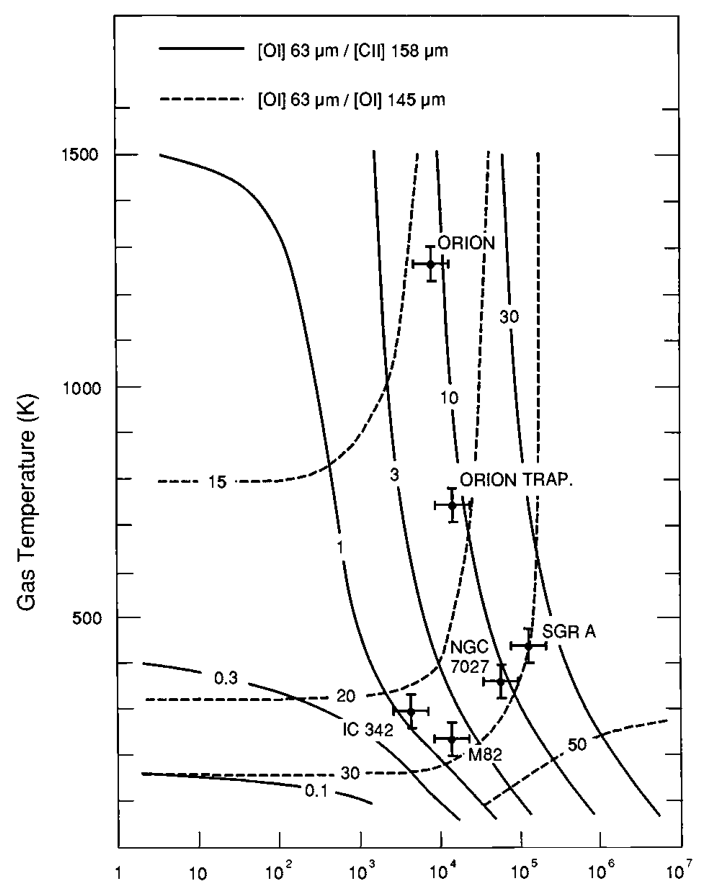 [OI] 63 µm / [CII] 158 µm
[OI] 63 µm / [OI] 145 µm
1500
ORION
30
1000
10
Gas Temperature (K)
ORION TRAP.
15
3
1
500
SGR A
NGC
7027
0.3
20
IC 342
50
M82
30
0.1
1
10
10²
10³
10⁴
10⁵
10⁶
10⁷